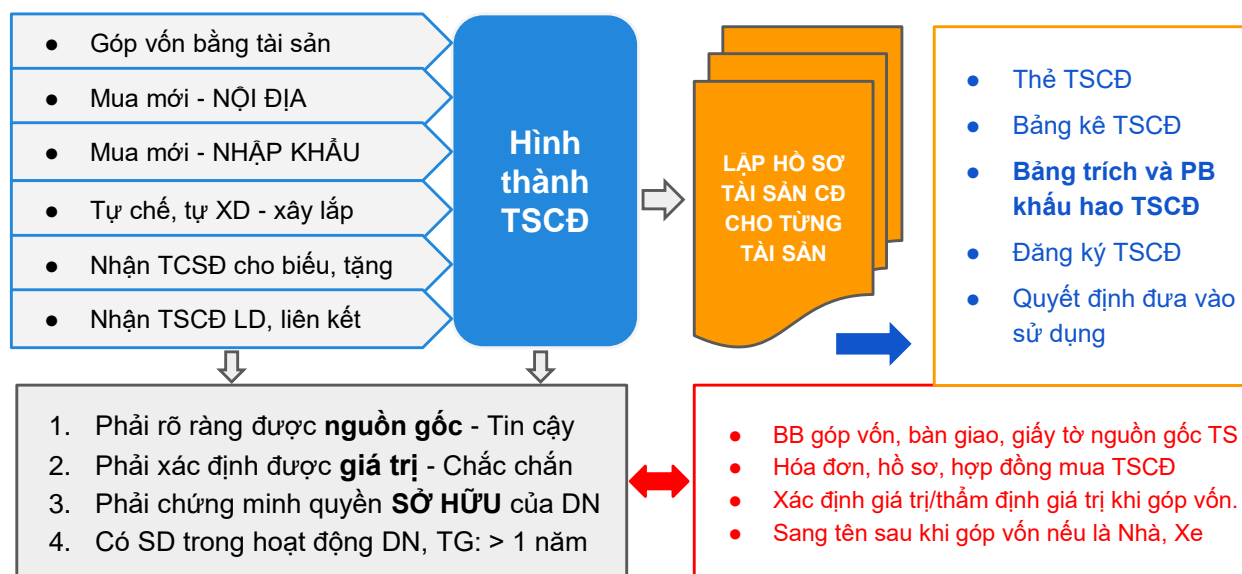 ● Góp vốn bằng tài sản
● Mua mới - NỘI ĐỊA
● Mua mới - NHẬP KHẨU
● Tự chế, tự XD - xây lắp
● Nhận TCSĐ cho biếu, tặng
● Nhận TSCĐ LD, liên kết
Hình
thành
TSCĐ
LẬP HỒ SƠ
TÀI SẢN CĐ
CHO TỪNG
TÀI SẢN
● Thẻ TSCĐ
● Bảng kê TSCĐ
● Bảng trích và PB
khấu hao TSCĐ
● Đăng ký TSCĐ
● Quyết định đưa vào
sử dụng
1. Phải rõ ràng được nguồn gốc - Tin cậy
2. Phải xác định được giá trị - Chắc chắn
3. Phải chứng minh quyền SỞ HỮU của DN
4. Có SD trong hoạt động DN, TG: > 1 năm
● BB góp vốn, bàn giao, giấy tờ nguồn gốc TS
● Hóa đơn, hồ sơ, hợp đồng mua TSCĐ
● Xác định giá trị/thẩm định giá trị khi góp vốn.
● Sang tên sau khi góp vốn nếu là Nhà, Xe